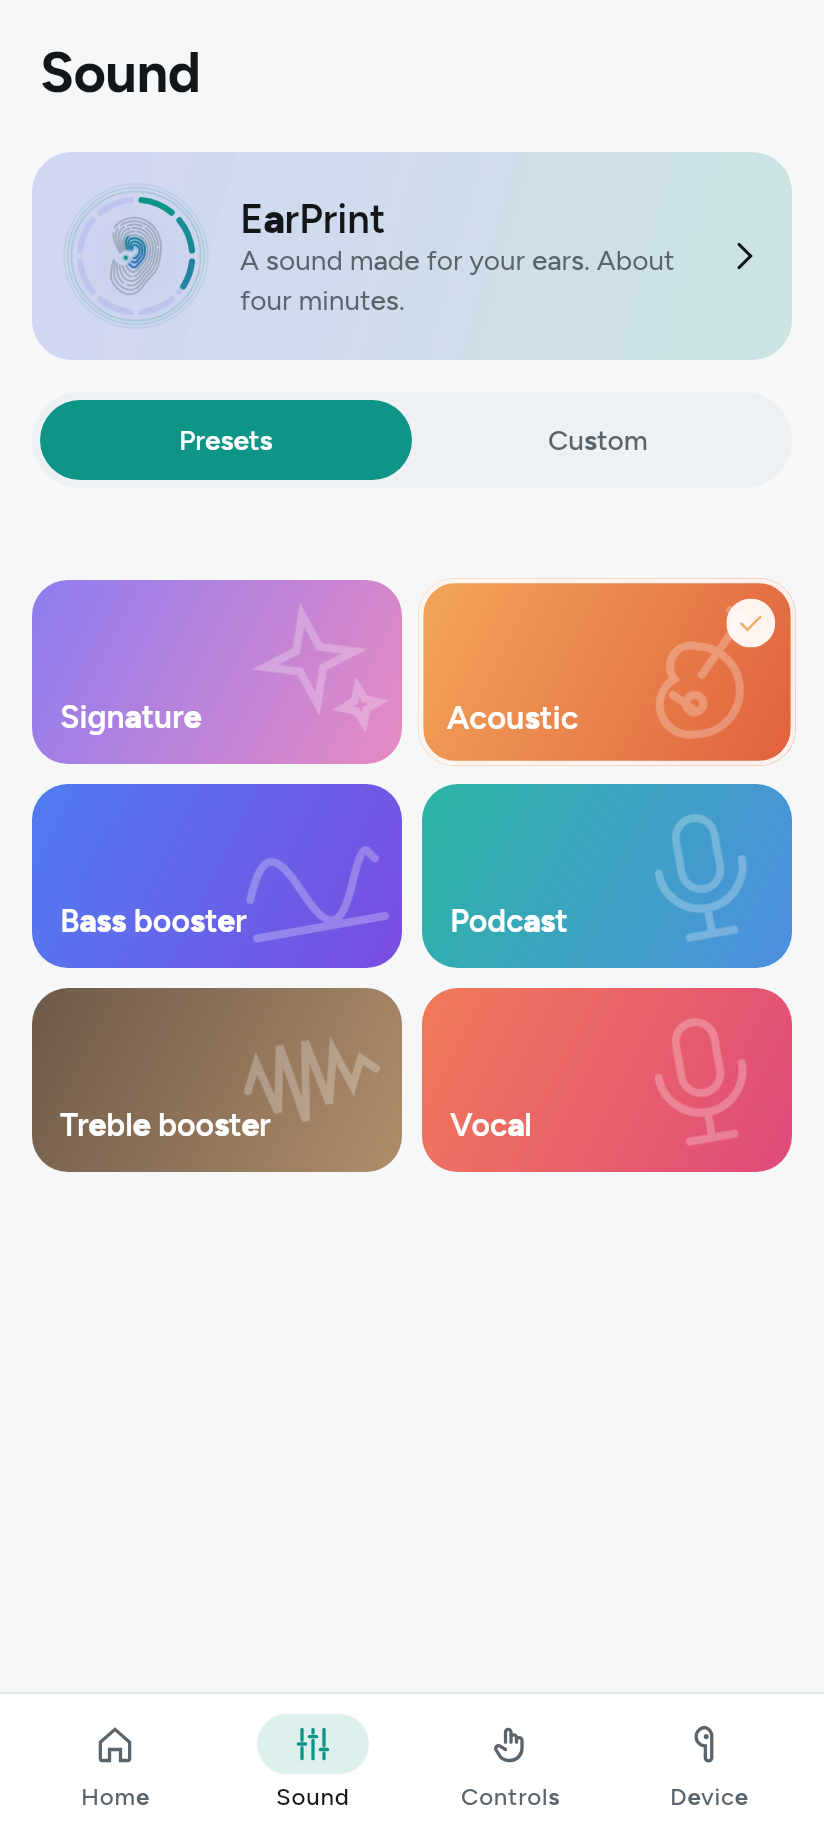 Sound
EarPrint
A sound made for your ears. About
four minutes.
Presets
Custom
Signature
Acoustic
Bass booster
Podcast
Treble booster
Vocal
Home
Sound
Controls
Device